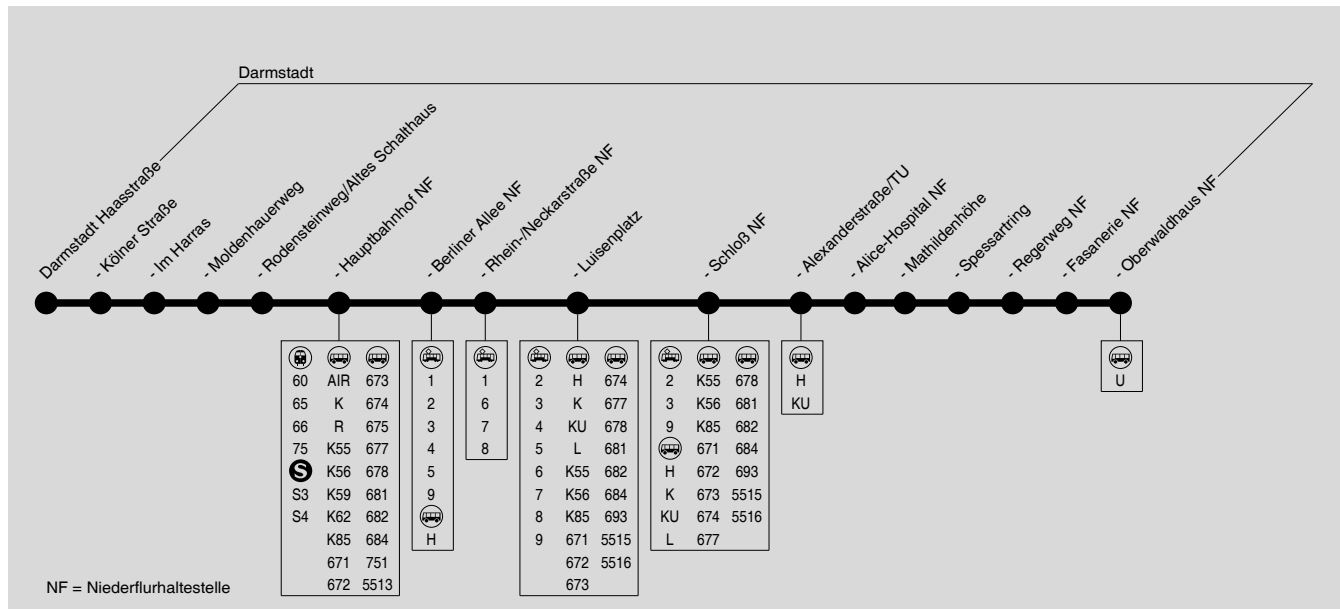 Darmstadt
Darmstadt Haasstraße
- Kölner Straße
- Im Harras
- Moldenhauerweg
- Rodensteinweg/Altes Schalthaus
- Hauptbahnhof NF
- Berliner Allee NF
- Rhein-/Neckarstraße NF
- Luisenplatz
- Schloß NF
- Alexanderstraße/TU
- Alice-Hospital NF
- Mathildenhöhe
- Spessartring
- Regerweg NF
- Fasanerie NF
- Oberwaldhaus NF
60 AIR 673
65 K 674
66 R 675
75 K55 677
S K56 678
S3 K59 681
S4 K62 682
K85 684
671 751
672 5513
1
2
3
4
5
9
H
1
6
7
8
2 H 674
3 K 677
4 KU 678
5 L 681
6 K55 682
7 K56 684
8 K85 693
9 671 5515
672 5516
673
2 K55 678
3 K56 681
9 K85 682
671 684
H 672 693
K 673 5515
KU 674 5516
L 677
H
KU
U
NF = Niederflurhaltestelle